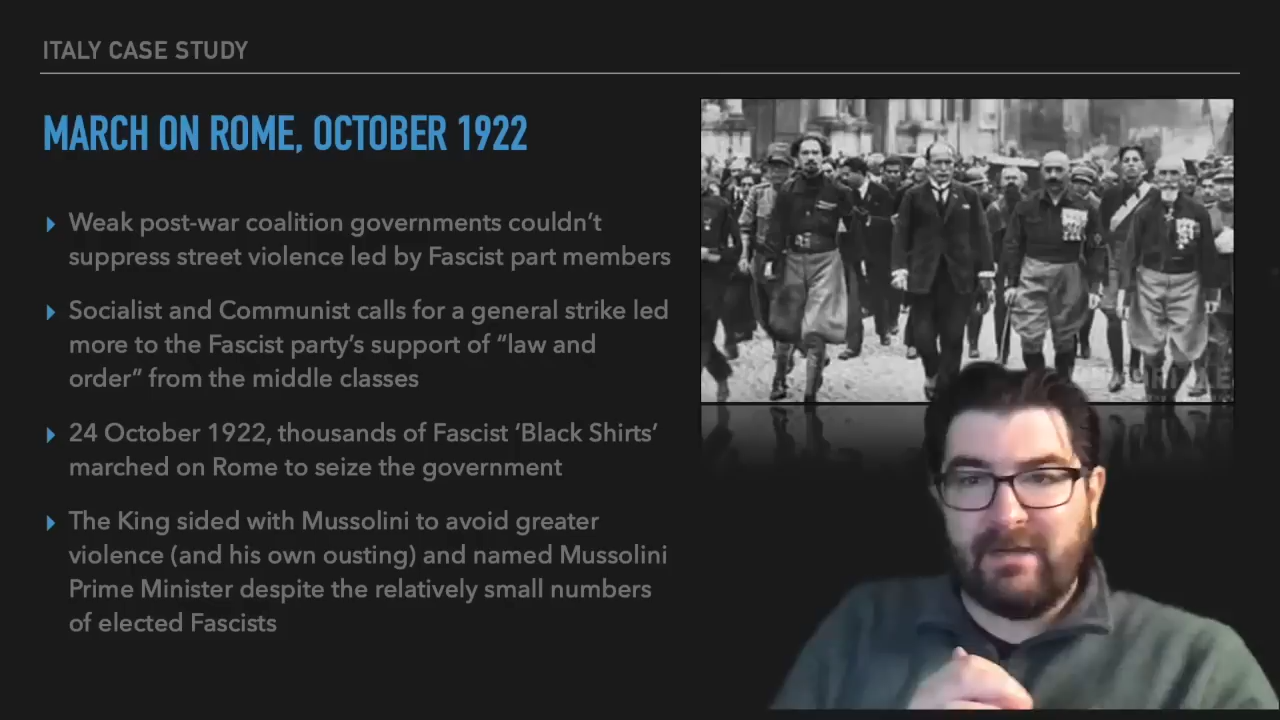 ITALY CASE STUDY
MARCH ON ROME, OCTOBER 1922
Weak post-war coalition governments couldn’t
suppress street violence led by Fascist part members
Socialist and Communist calls for a general strike led
more to the Fascist party’s support of “law and
order” from the middle classes
24 October 1922, thousands of Fascist ‘Black Shirts’
marched on Rome to seize the government
The King sided with Mussolini to avoid greater
violence (and his own ousting) and named Mussolini
Prime Minister despite the relatively small numbers
of elected Fascists